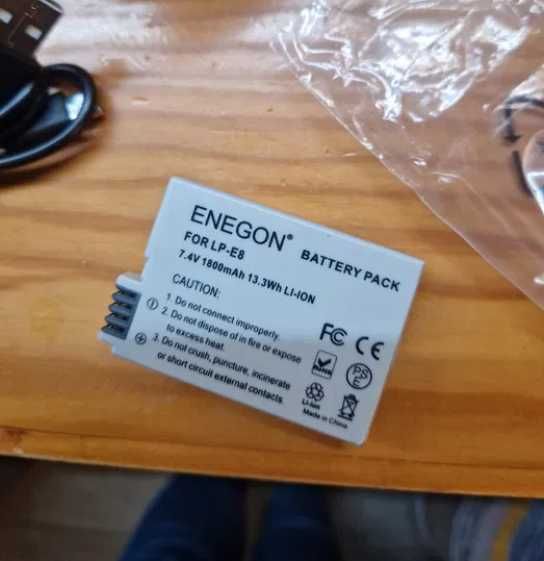 ENEGON® BATTERY PACK
FOR LP-E8
7.4V 1800mAh 13.3Wh LI-ION
CAUTION:
1. Do not connect improperly.
2. Do not dispose of in fire or expose
to excess heat.
3. Do not crush, puncture, incinerate
or short circuit external contacts.
FC CE
RoHS
PSE
Li-ion
Made in China